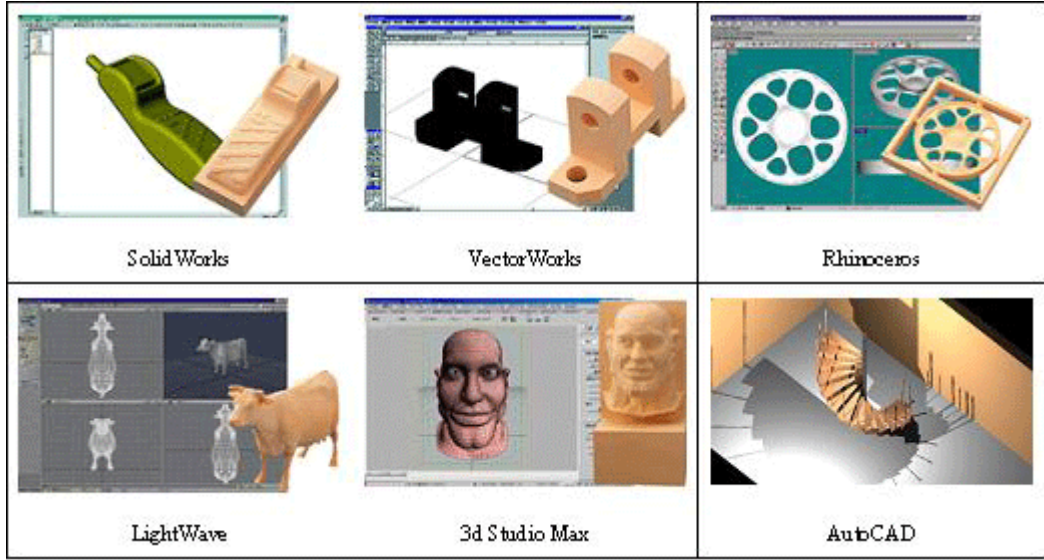 SolidWorks
VectorWorks
Rhinoceros
LightWave
3d Studio Max
AutoCAD